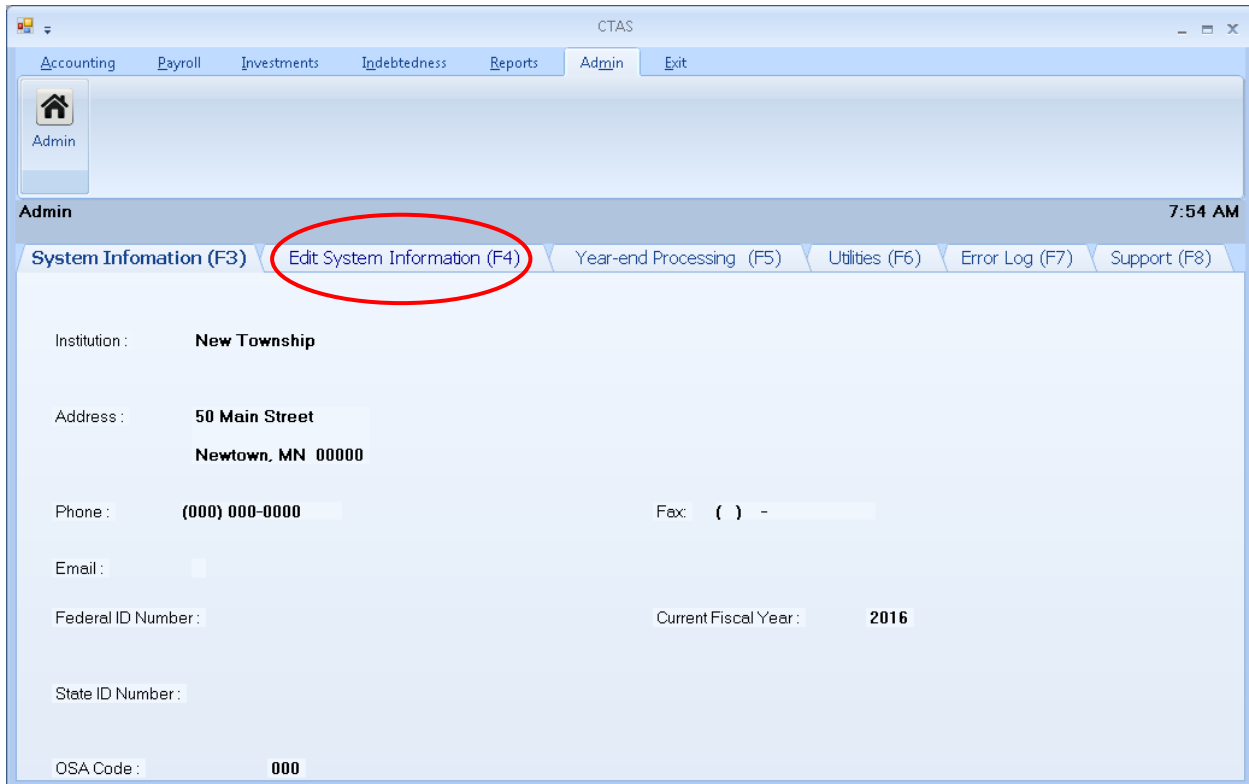 CTAS
Accounting Payroll Investments Indebtedness Reports Admin Exit
Admin
Admin 7:54 AM
System Infomation (F3) Edit System Information (F4) Year-end Processing (F5) Utilities (F6) Error Log (F7) Support (F8)
Institution : New Township
Address : 50 Main Street
Newtown, MN 00000
Phone : (000) 000-0000 Fax: ( ) -
Email :
Federal ID Number : Current Fiscal Year : 2016
State ID Number :
OSA Code : 000